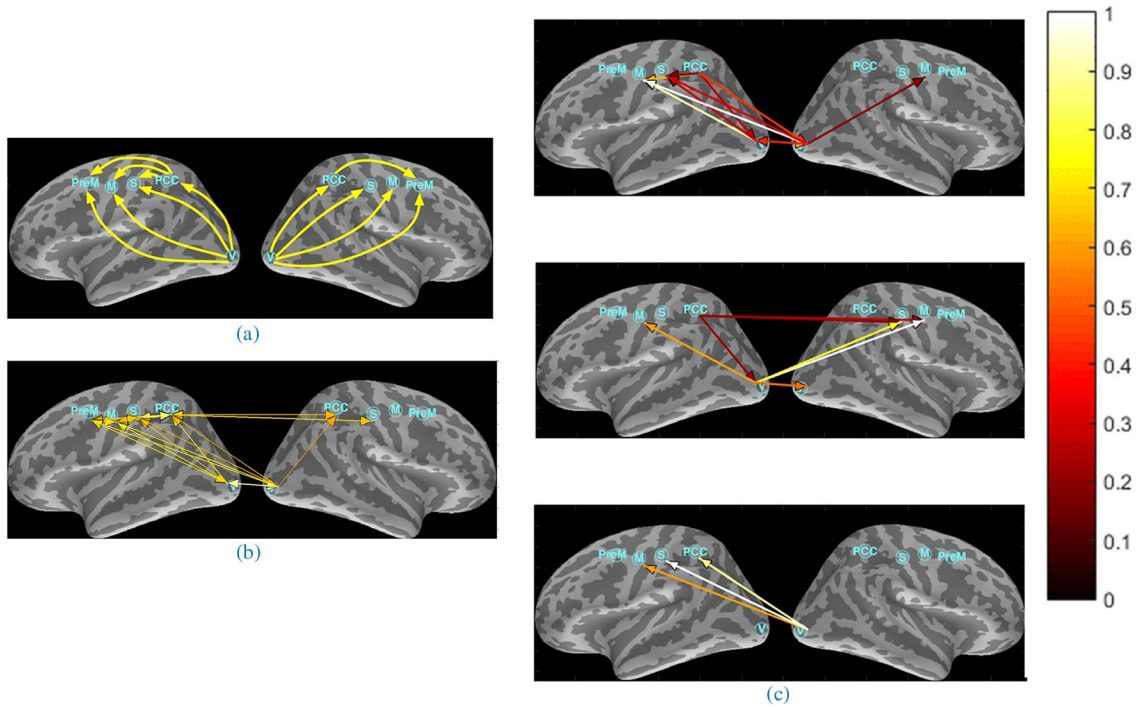 PreM M S PCC PCC S M PreM
V V
(a)
PreM M S PCC PCC S M PreM
V V
(b)
PreM M S PCC PCC S M PreM
PreM M S PCC PCC S M PreM
V V
PreM M S PCC PCC S M PreM
V V
(c)
1
0.9
0.8
0.7
0.6
0.5
0.4
0.3
0.2
0.1
0